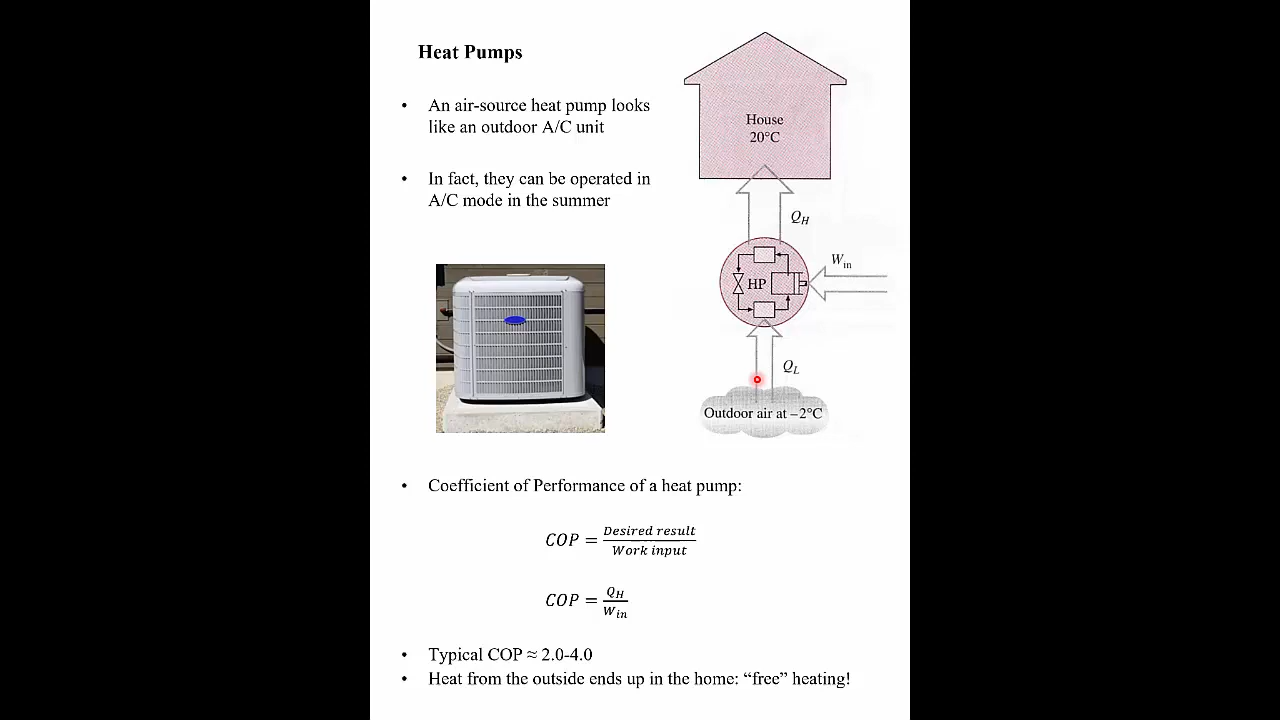 Heat Pumps
• An air-source heat pump looks
like an outdoor A/C unit
• In fact, they can be operated in
A/C mode in the summer
House
20°C
Q_H
W_in
HP
Q_L
Outdoor air at –2°C
• Coefficient of Performance of a heat pump:
COP = Desired result / Work input
COP = Q_H / W_in
• Typical COP ≈ 2.0-4.0
• Heat from the outside ends up in the home: “free” heating!